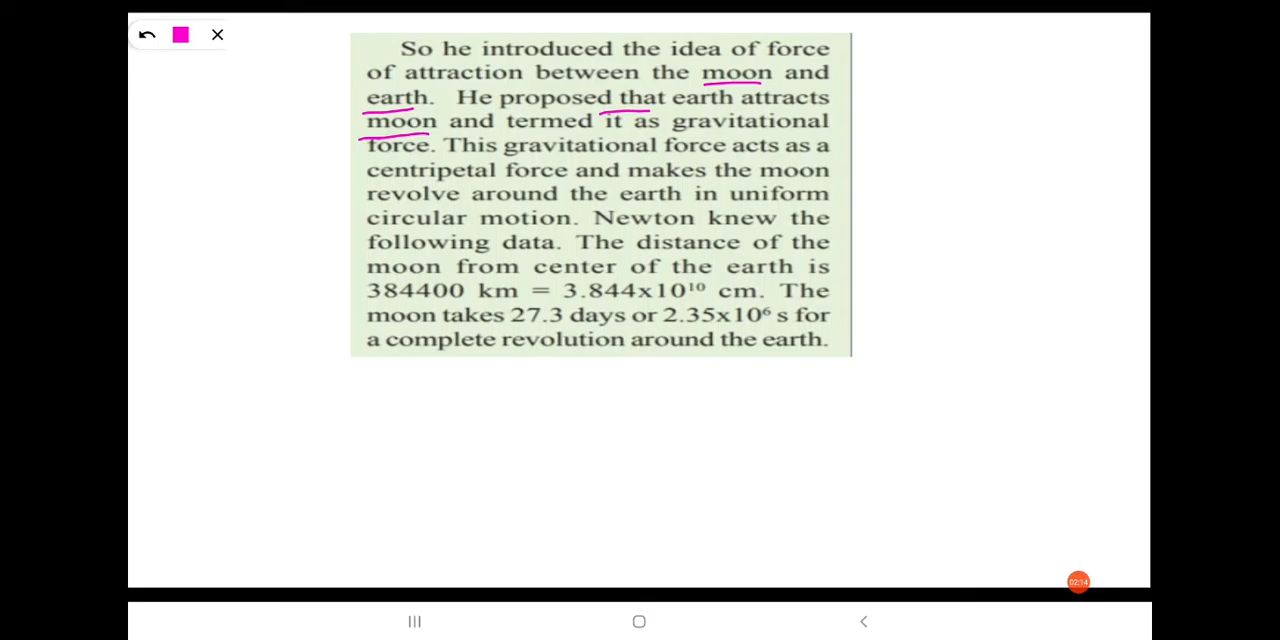 So he introduced the idea of force
of attraction between the moon and
earth. He proposed that earth attracts
moon and termed it as gravitational
force. This gravitational force acts as a
centripetal force and makes the moon
revolve around the earth in uniform
circular motion. Newton knew the
following data. The distance of the
moon from center of the earth is
384400 km = 3.844x10¹⁰ cm. The
moon takes 27.3 days or 2.35x10⁶ s for
a complete revolution around the earth.
02:14